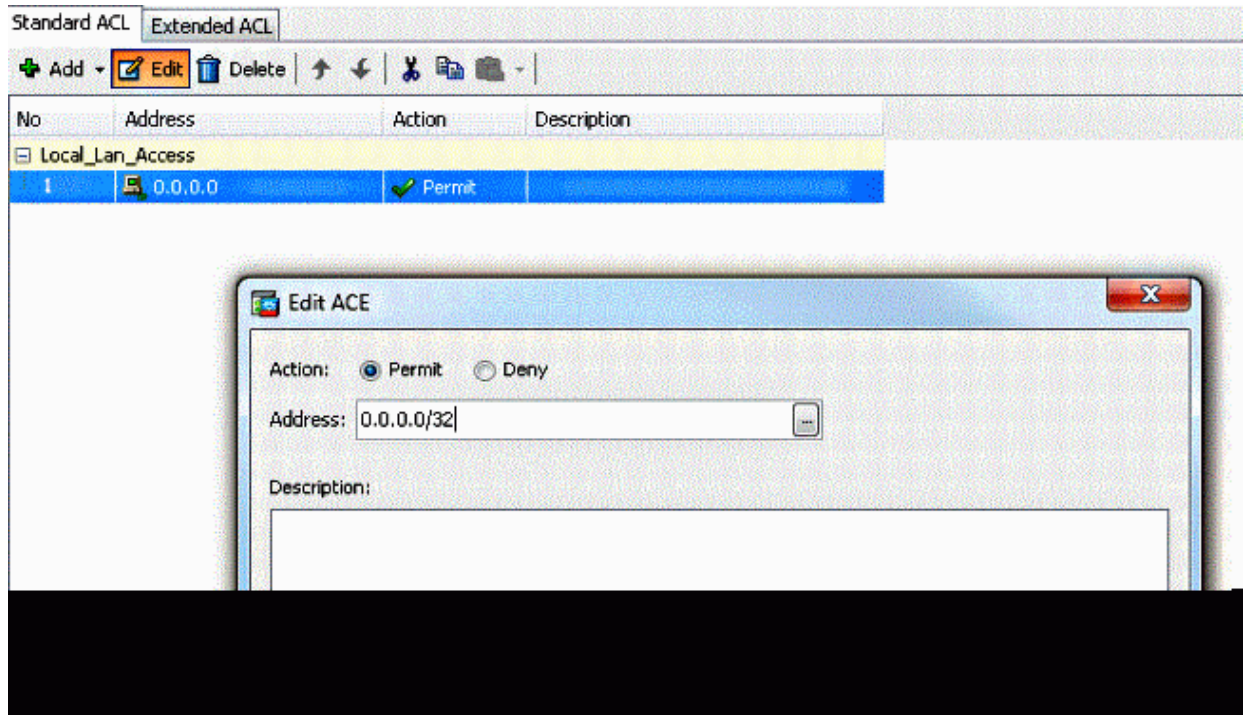 Standard ACL Extended ACL
Add Edit Delete
No Address Action Description
Local_Lan_Access
1 0.0.0.0 Permit
Edit ACE
Action: Permit Deny
Address: 0.0.0.0/32 ...
Description: